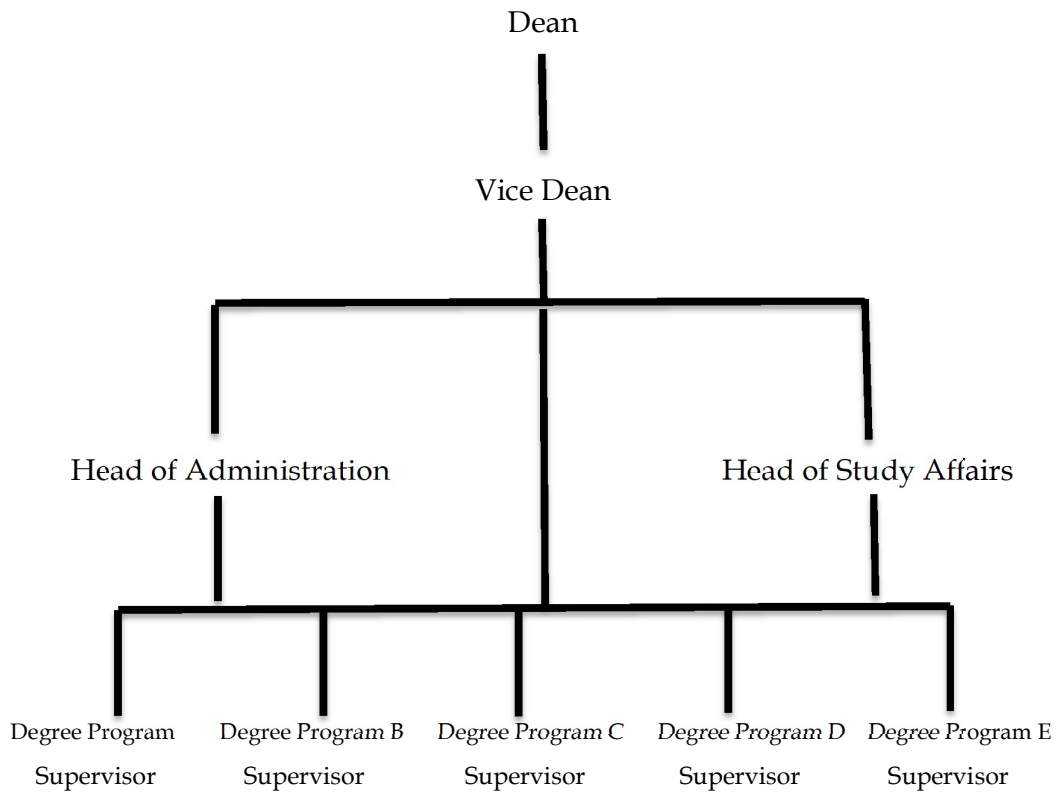 Dean
Vice Dean
Head of Administration
Head of Study Affairs
Degree Program
Supervisor
Degree Program B
Supervisor
Degree Program C
Supervisor
Degree Program D
Supervisor
Degree Program E
Supervisor